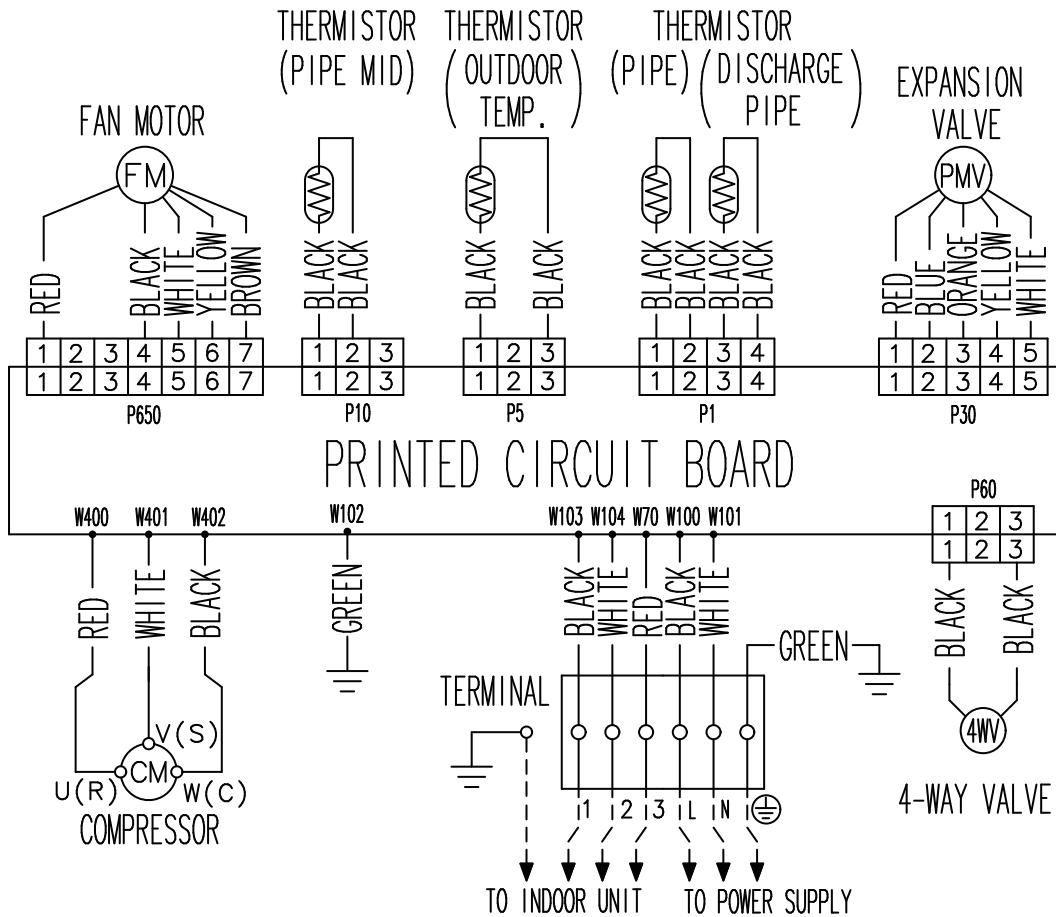 THERMISTOR
(PIPE MID)
THERMISTOR
(OUTDOOR
TEMP.)
THERMISTOR
(PIPE) (DISCHARGE
PIPE)
EXPANSION
VALVE
FAN MOTOR
FM
PMV
RED BLACK WHITE YELLOW BROWN
BLACK BLACK
BLACK BLACK
BLACK BLACK BLACK BLACK
RED BLUE ORANGE YELLOW WHITE
1 2 3 4 5 6 7
1 2 3 4 5 6 7
P650
1 2 3
1 2 3
P10
1 2 3
1 2 3
P5
1 2 3 4
1 2 3 4
P1
1 2 3 4 5
1 2 3 4 5
P30
PRINTED CIRCUIT BOARD
W400 W401 W402
W102
W103 W104 W70 W100 W101
P60
1 2 3
1 2 3
RED WHITE BLACK
GREEN
BLACK WHITE RED BLACK WHITE
GREEN
BLACK BLACK
TERMINAL
4WV
4-WAY VALVE
V(S)
CM
U(R) W(C)
COMPRESSOR
1 2 3 L N
TO INDOOR UNIT
TO POWER SUPPLY